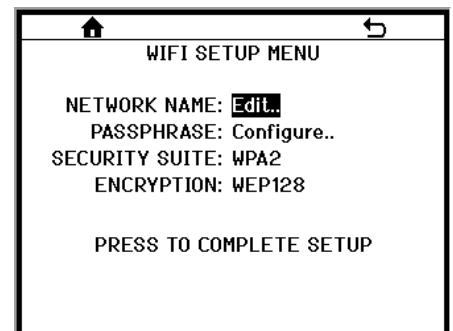 WIFI SETUP MENU
NETWORK NAME: Edit..
PASSPHRASE: Configure..
SECURITY SUITE: WPA2
ENCRYPTION: WEP128
PRESS TO COMPLETE SETUP